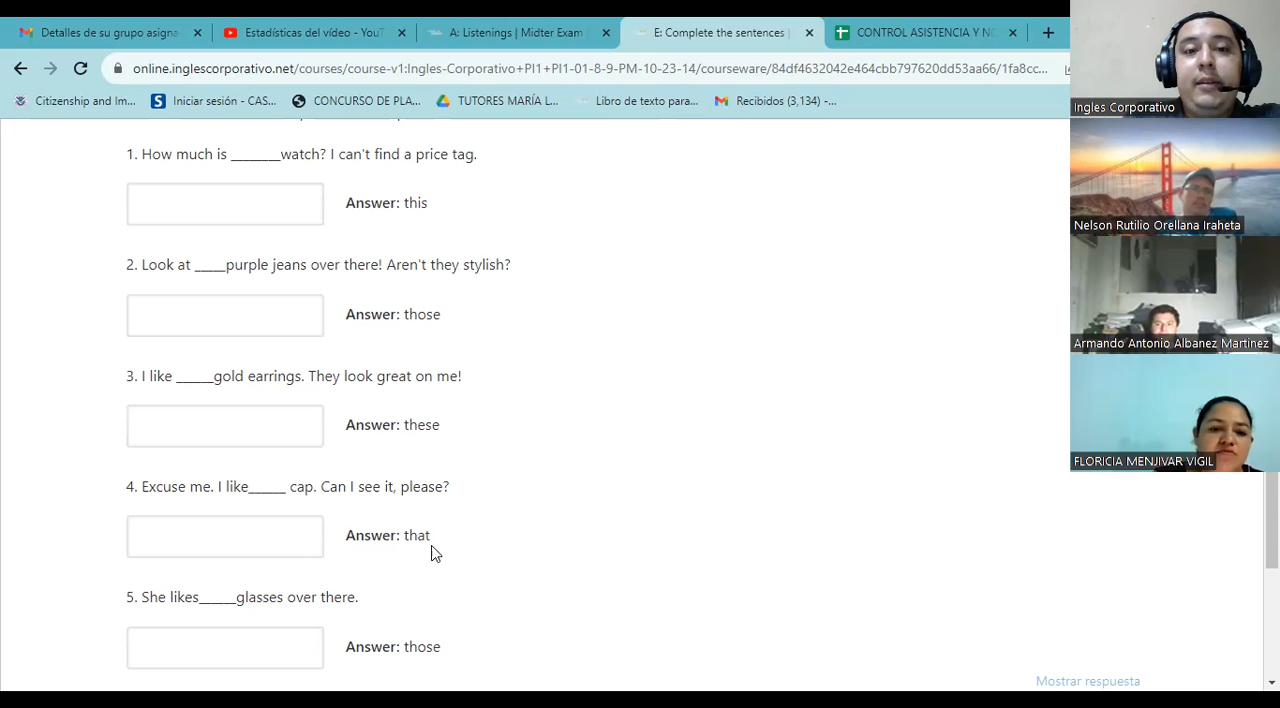 Detalles de su grupo asigna
Estadísticas del vídeo - YouT
A: Listenings | Midter Exam
E: Complete the sentences |
CONTROL ASISTENCIA Y NO
online.inglescorporativo.net/courses/course-v1:Ingles-Corporativo+PI1+PI1-01-8-9-PM-10-23-14/courseware/84df4632042e464cbb797620dd53aa66/1fa8cc...
Citizenship and Im...
Iniciar sesión - CAS...
CONCURSO DE PLA...
TUTORES MARÍA L...
Libro de texto para...
Recibidos (3,134) -...
1. How much is ________watch? I can't find a price tag.
Answer: this
2. Look at _____purple jeans over there! Aren't they stylish?
Answer: those
3. I like ______gold earrings. They look great on me!
Answer: these
4. Excuse me. I like______ cap. Can I see it, please?
Answer: that
5. She likes______glasses over there.
Answer: those
Mostrar respuesta
Ingles Corporativo
Nelson Rutilio Orellana Iraheta
Armando Antonio Albanez Martinez
FLORICIA MENJIVAR VIGIL